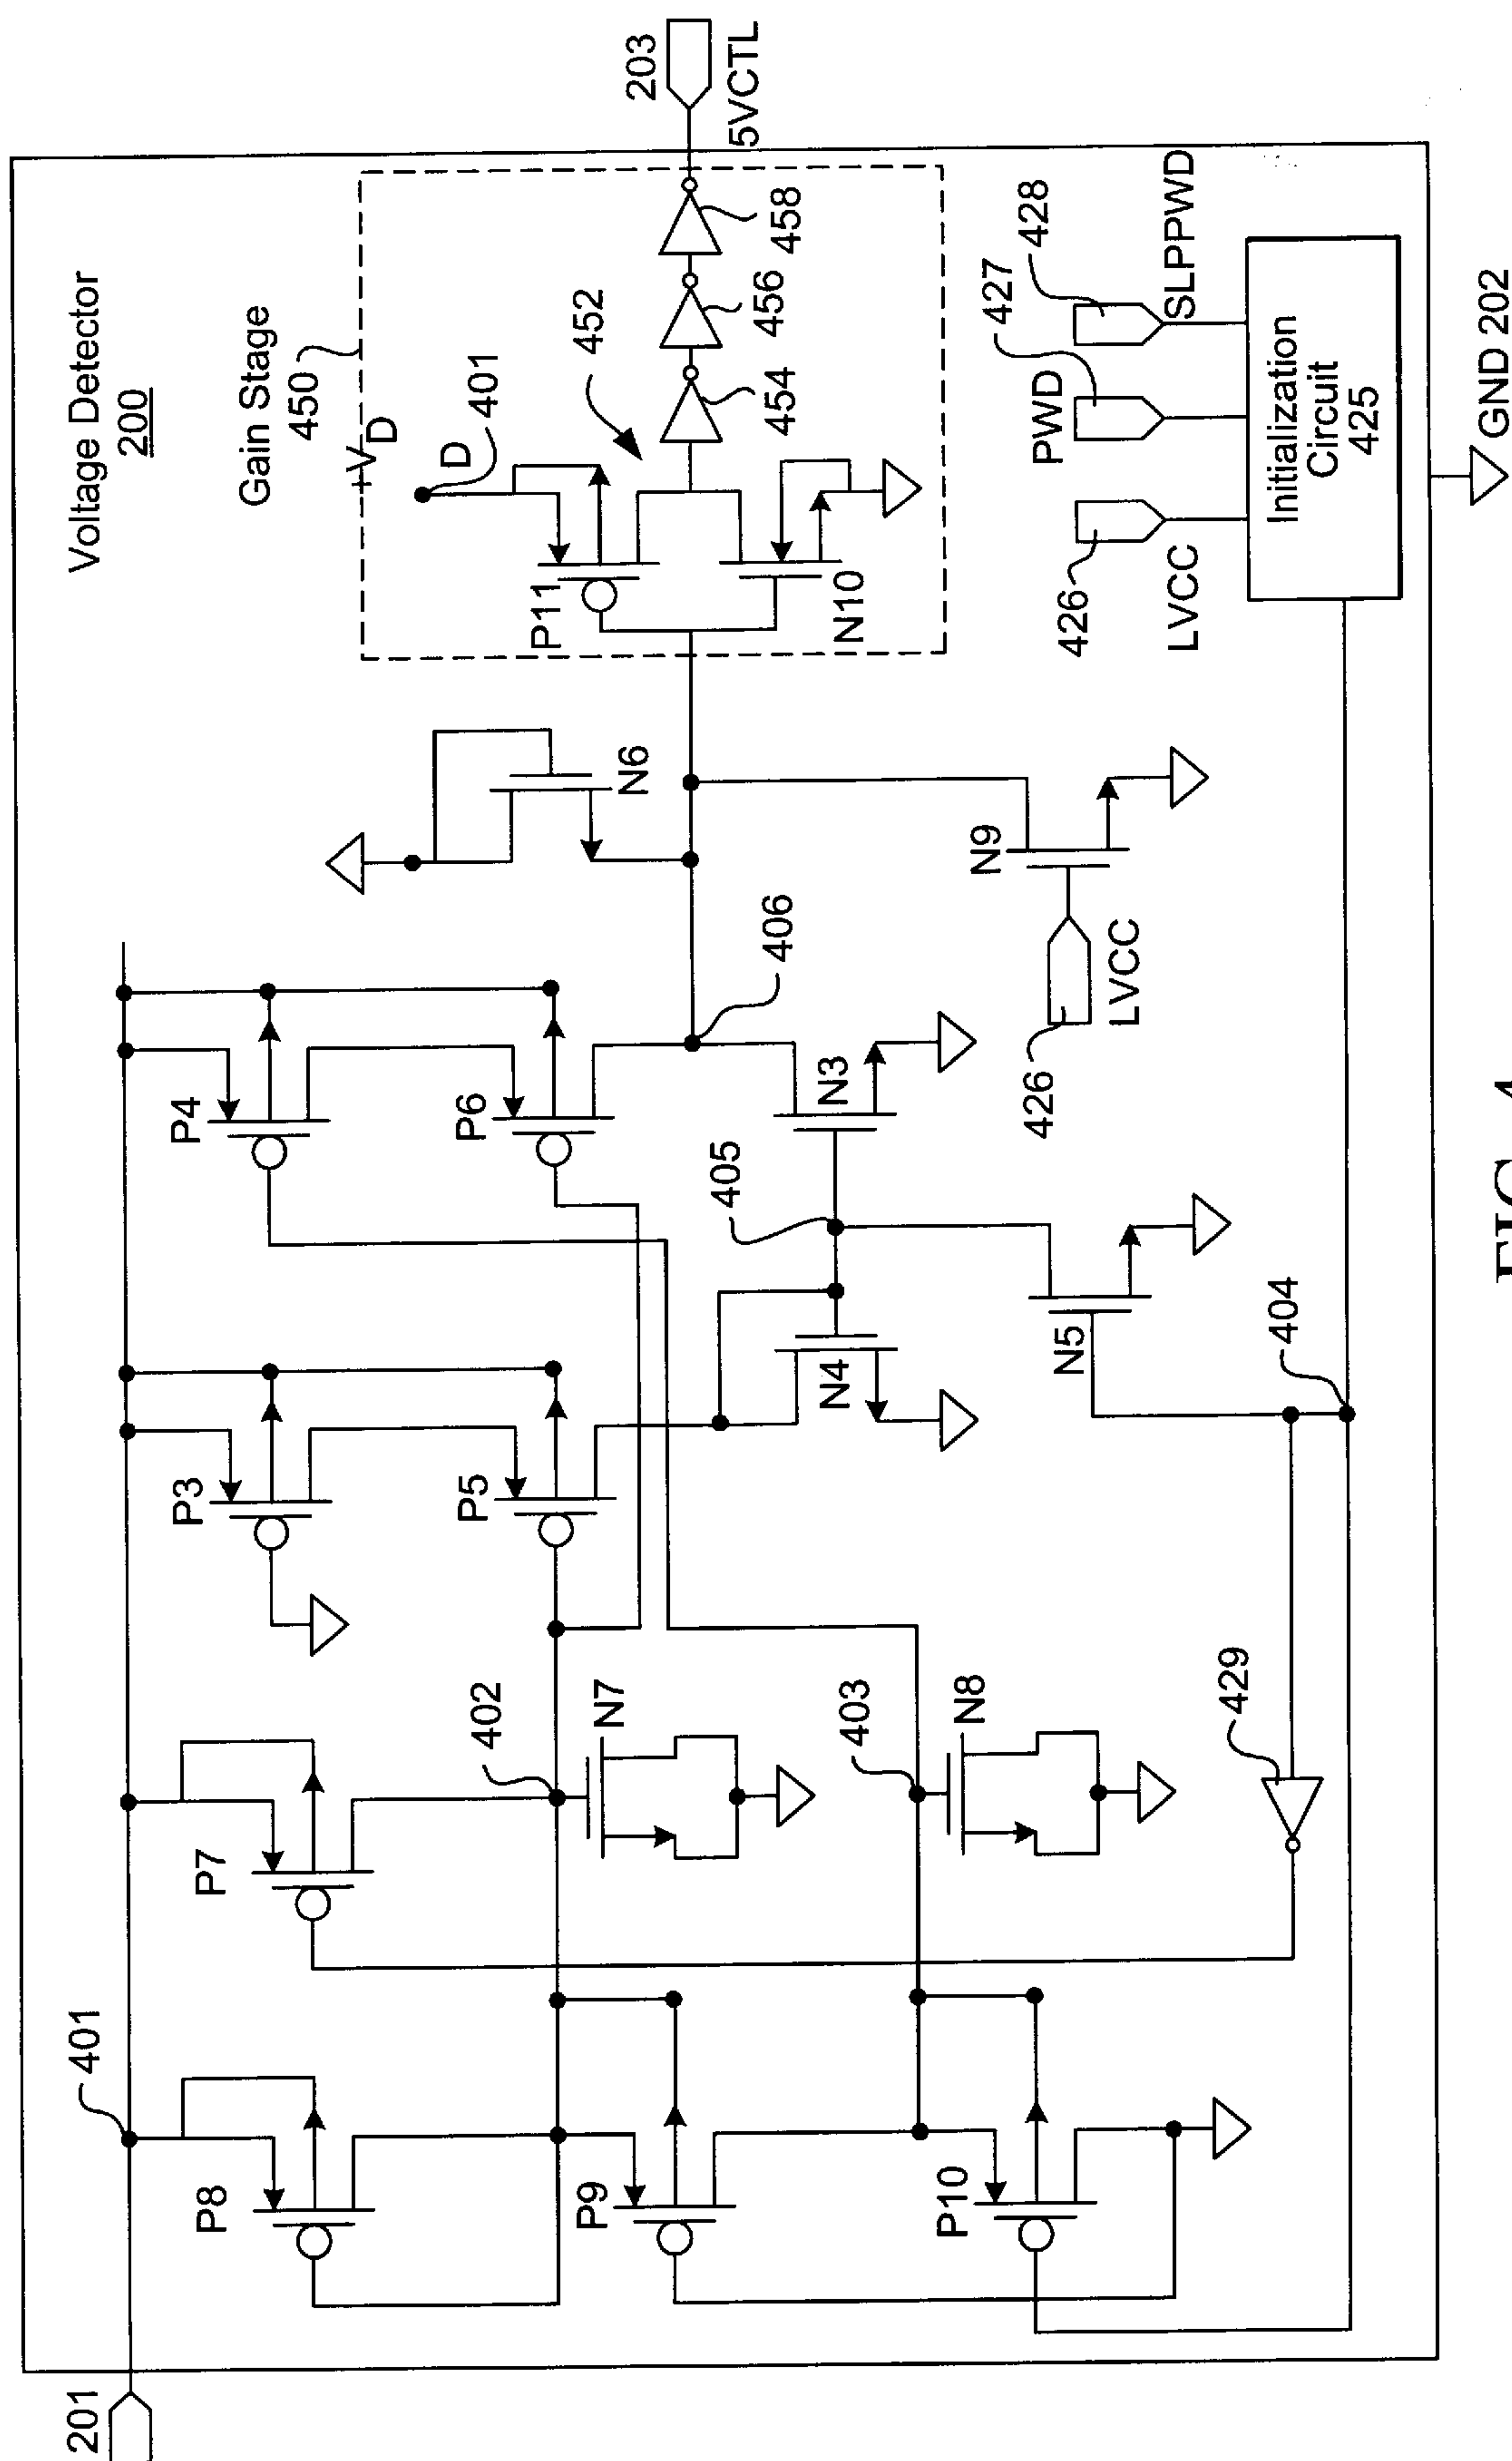 Voltage Detector
200
201
401
P8
P7
P3
P4
Gain Stage
450
+V
D
D
401
P9
P5
P6
P11
452
402
N7
N6
203
5VCTL
405
406
454
456
458
403
N4
N3
N10
P10
N8
N9
PWD
427
428
N5
426
LVCC
426
LVCC
SLPPWD
429
404
Initialization
Circuit
425
GND 202